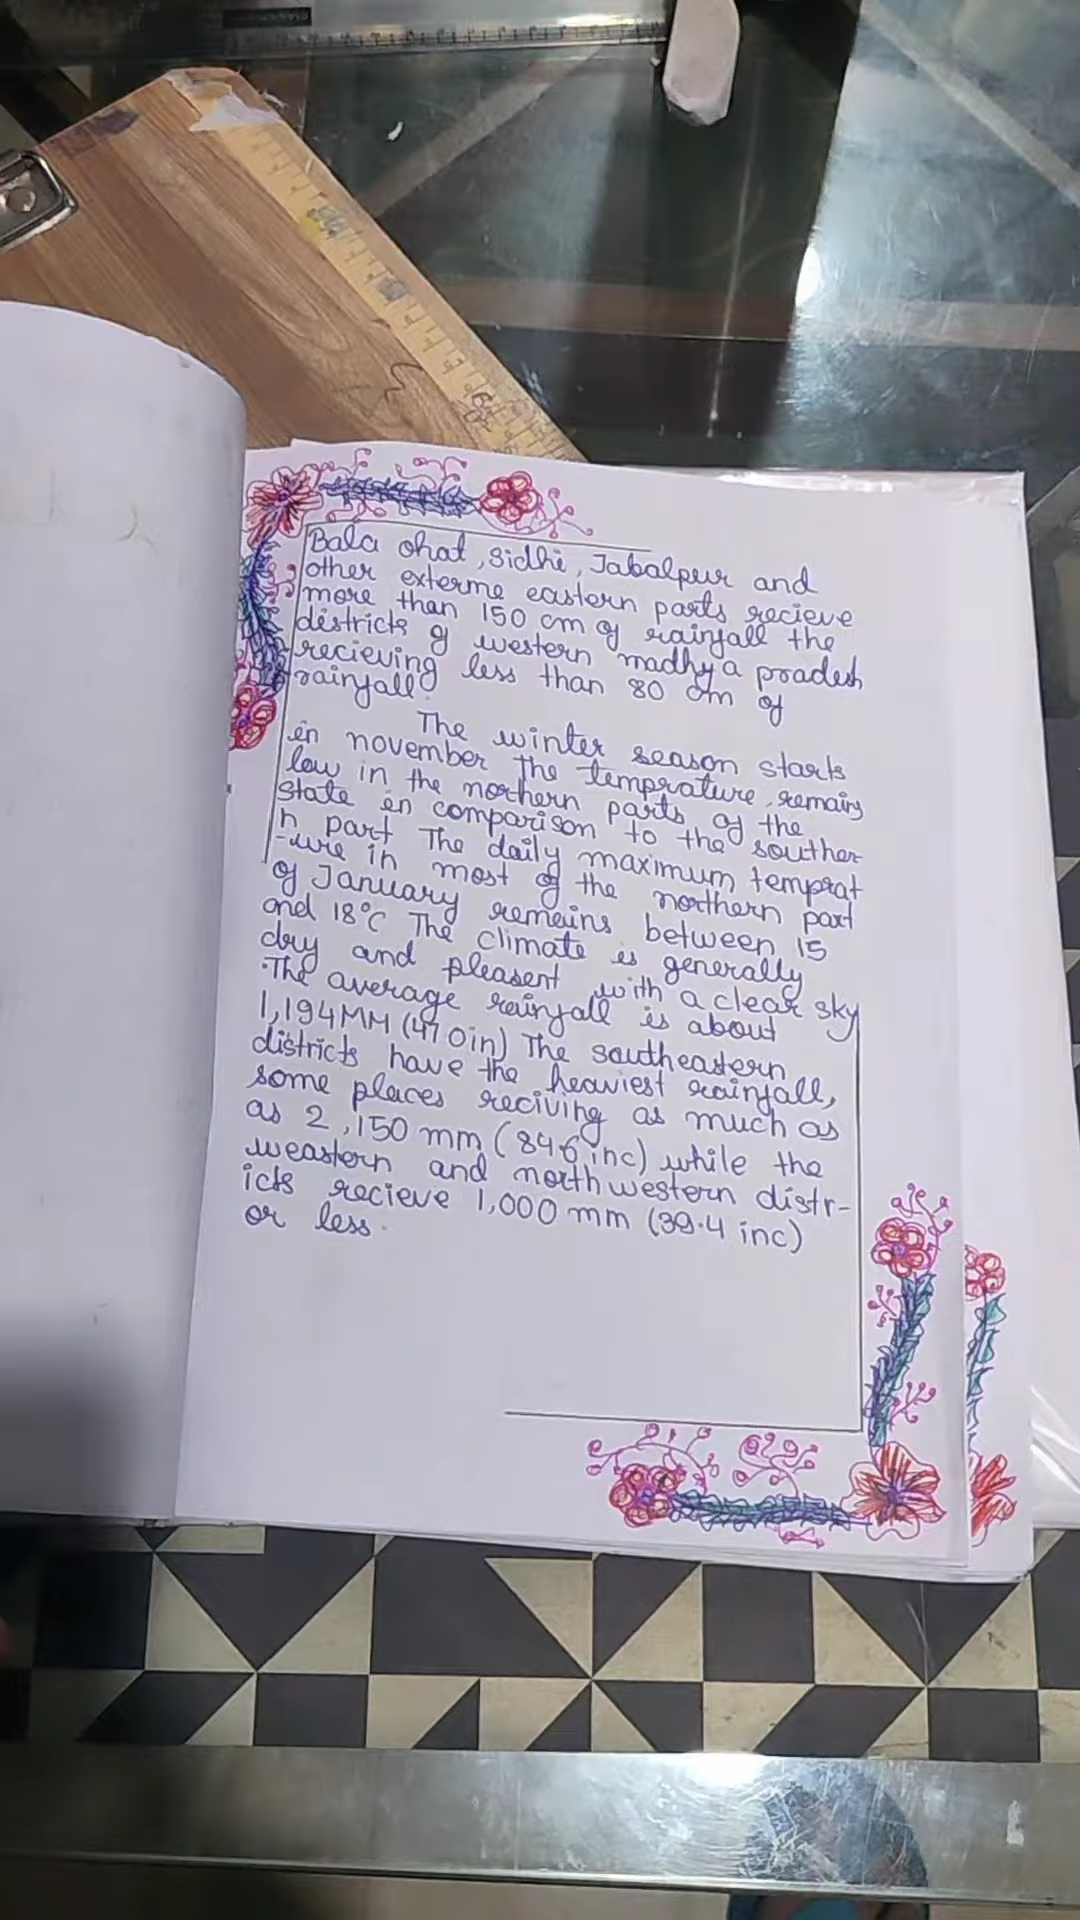 Bala ghat, Sidhi, Jabalpur and
other exterme eastern parts recieve
more than 150 cm of rainfall the
districts of western madhya pradesh
recieving less than 80 cm of
rainfall.
The winter season starts
in november The temprature remains
low in the northern parts of the
state in comparison to the souther
n part The daily maximum temprat
-ure in most of the northern part
of January remains between 15
and 18°C The climate is generally
dry and pleasent with a clear sky
.The average rainfall is about
1,194MM (47 0in) The southeastern
districts have the heaviest rainfall,
some places reciving as much as
as 2,150 mm (84.6 inc) while the
weastern and north western distr-
icts recieve 1,000 mm (39.4 inc)
or less.